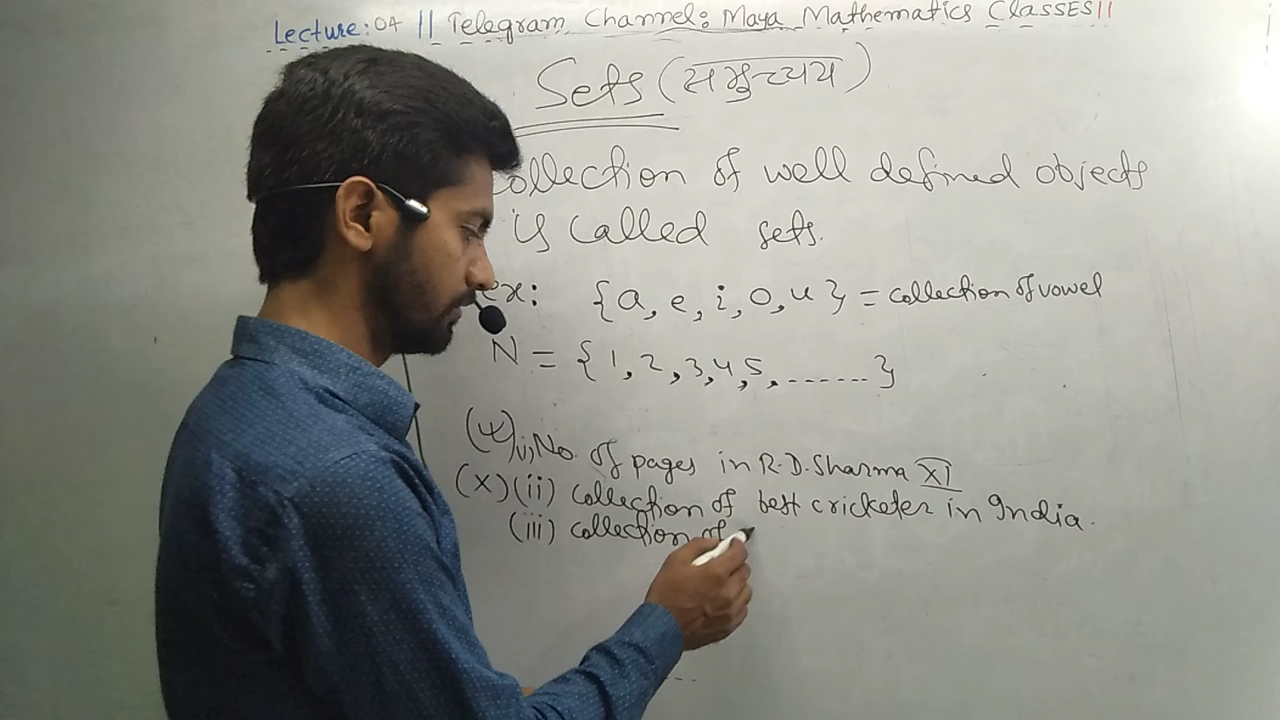 Lecture: 04 || Telegram Channel: Maya Mathematics Classes ||
Sets (समुच्चय)
collection of well defined objects
is called sets.
Ex: {a, e, i, o, u} = collection of vowel
N = {1, 2, 3, 4, 5, ....... }
(i) No. of pages in R.D. Sharma XI
(x) (ii) collection of best cricketer in India.
(iii) collection of